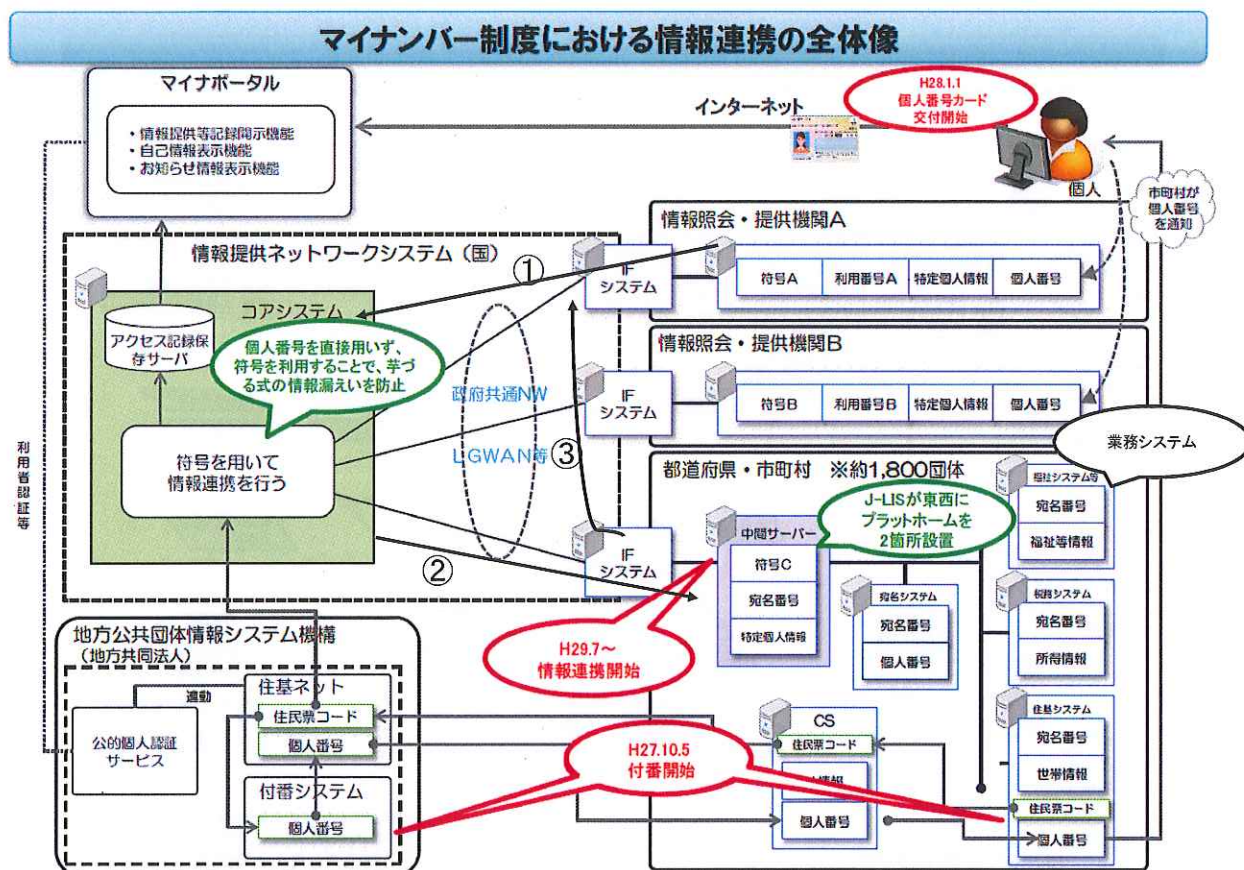 マイナンバー制度における情報連携の全体像
マイナポータル
・情報提供等記録開示機能
・自己情報表示機能
・お知らせ情報表示機能
インターネット
H28.1.1
個人番号カード
交付開始
個人
市町村が
個人番号
を通知
情報提供ネットワークシステム（国）
①
コアシステム
アクセス記録保
存サーバ
個人番号を直接用いず、
符号を利用することで、芋づ
る式の情報漏えいを防止
符号を用いて
情報連携を行う
政府共通NW
LGWAN等
③
②
IF
システム
IF
システム
IF
システム
情報照会・提供機関A
符号A
利用番号A
特定個人情報
個人番号
情報照会・提供機関B
符号B
利用番号B
特定個人情報
個人番号
業務システム
都道府県・市町村　※約1,800団体
J-LISが東西に
プラットホームを
2箇所設置
中間サーバー
符号C
宛名番号
特定個人情報
宛名システム
宛名番号
個人番号
福祉システム等
宛名番号
福祉等情報
税務システム
宛名番号
所得情報
住基システム
宛名番号
世帯情報
住民票コード
個人番号
CS
住民票コード
情報
個人番号
H29.7～
情報連携開始
H27.10.5
付番開始
利用者認証等
地方公共団体情報システム機構
（地方共同法人）
連動
住基ネット
住民票コード
個人番号
公的個人認証
サービス
付番システム
個人番号